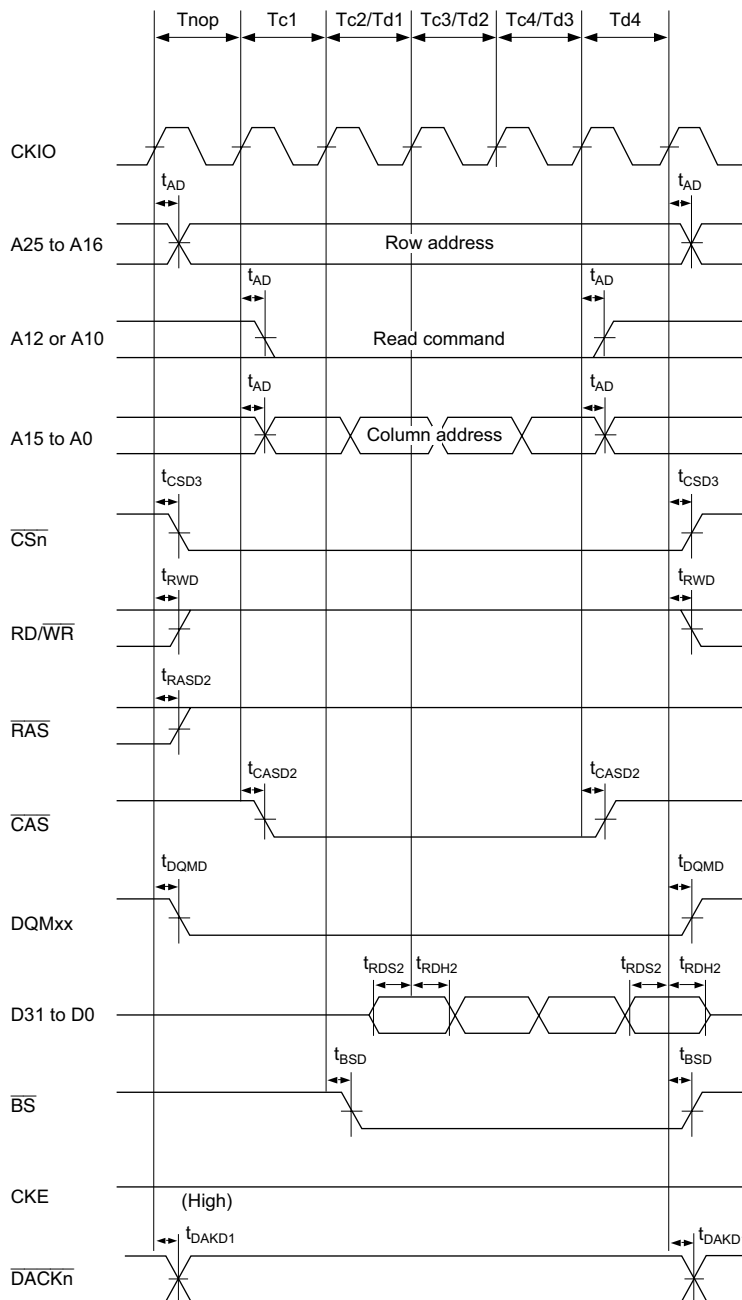 Tnop Tc1 Tc2/Td1 Tc3/Td2 Tc4/Td3 Td4
CKIO
tAD tAD
A25 to A16 Row address
tAD tAD
A12 or A10 Read command
tAD tAD
A15 to A0 Column address
tCSD3 tCSD3
CSn
tRWD tRWD
RD/WR
tRASD2
RAS
tCASD2 tCASD2
CAS
tDQMD tDQMD
DQMxx
tRDS2 tRDH2 tRDS2 tRDH2
D31 to D0
tBSD tBSD
BS
CKE (High)
tDAKD1 tDAKD
DACKn